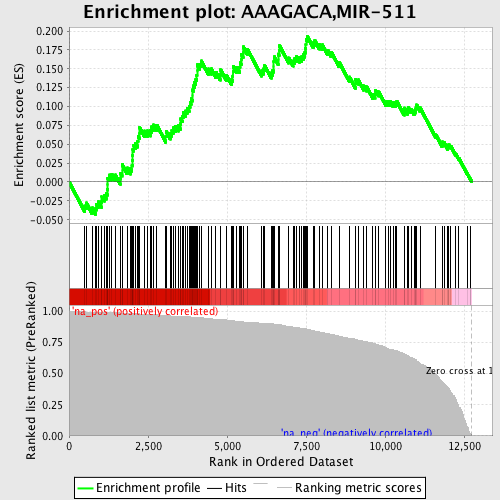 Enrichment plot: AAAGACA,MIR-511
Enrichment score (ES)
0.200
0.175
0.150
0.125
0.100
0.075
0.050
0.025
0.000
-0.025
-0.050
'na_pos' (positively correlated)
Ranked list metric (PreRanked)
1.00
0.75
0.50
0.25
0.00
Zero cross at 1
'na_neg' (negatively correlated)
0
2,500
5,000
7,500
10,000
12,500
Rank in Ordered Dataset
Enrichment profile
Hits
Ranking metric scores